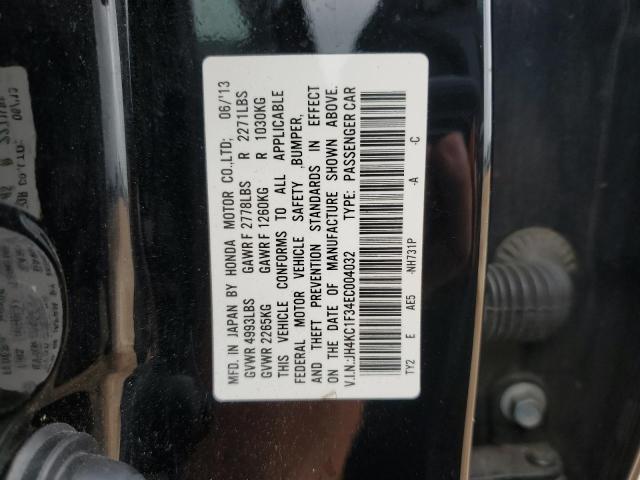 MFD. IN JAPAN BY HONDA MOTOR CO.,LTD; 06/'13
GVWR 4993LBS GAWR F 2778LBS R 2271LBS
GVWR 2265KG GAWR F 1260KG R 1030KG
THIS VEHICLE CONFORMS TO ALL APPLICABLE
FEDERAL MOTOR VEHICLE SAFETY ,BUMPER,
AND THEFT PREVENTION STANDARDS IN EFFECT
ON THE DATE OF MANUFACTURE SHOWN ABOVE.
V.I.N.:JH4KC1F34EC004032 TYPE: PASSENGER CAR
TY2 E AE5 -NH731P -A -C